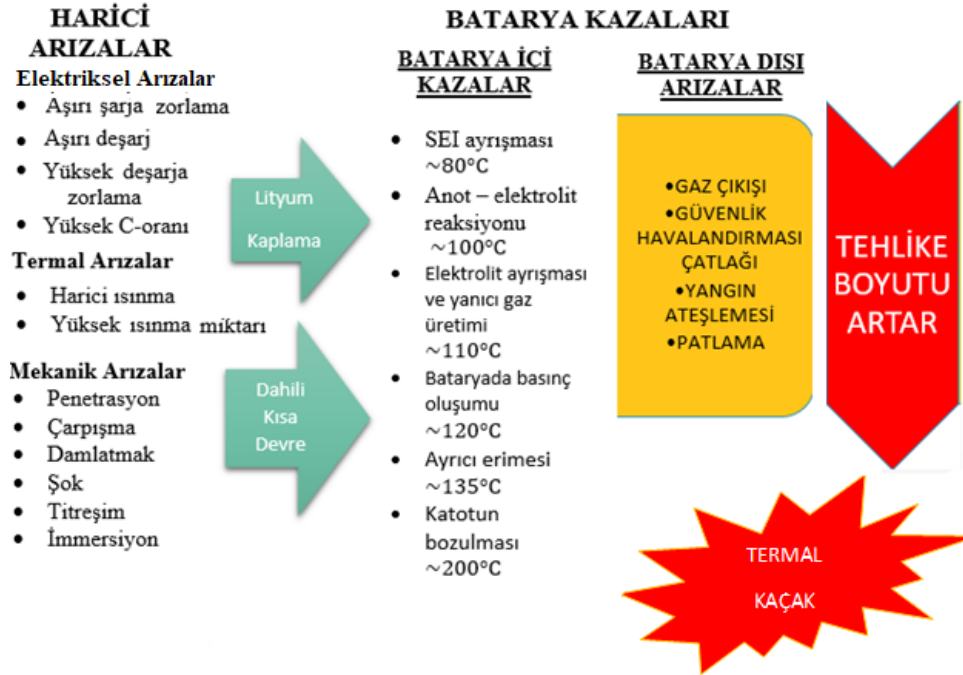 HARİCİ
ARIZALAR
Elektriksel Arızalar
• Aşırı şarja zorlama
• Aşırı deşarj
• Yüksek deşarja
zorlama
• Yüksek C-oranı
Termal Arızalar
• Harici ısınma
• Yüksek ısınma miktarı
Mekanik Arızalar
• Penetrasyon
• Çarpışma
• Damlatmak
• Şok
• Titreşim
• İmmersiyon
Lityum
Kaplama
Dahili
Kısa
Devre
BATARYA KAZALARI
BATARYA İÇİ
KAZALAR
• SEI ayrışması
~80°C
• Anot – elektrolit
reaksiyonu
~100°C
• Elektrolit ayrışması
ve yanıcı gaz
üretimi
~110°C
• Bataryada basınç
oluşumu
~120°C
• Ayrıcı erimesi
~135°C
• Katotun
bozulması
~200°C
BATARYA DIŞI
ARIZALAR
•GAZ ÇIKIŞI
•GÜVENLİK
HAVALANDIRMASI
ÇATLAĞI
•YANGIN
ATEŞLEMESİ
•PATLAMA
TEHLİKE
BOYUTU
ARTAR
TERMAL
KAÇAK